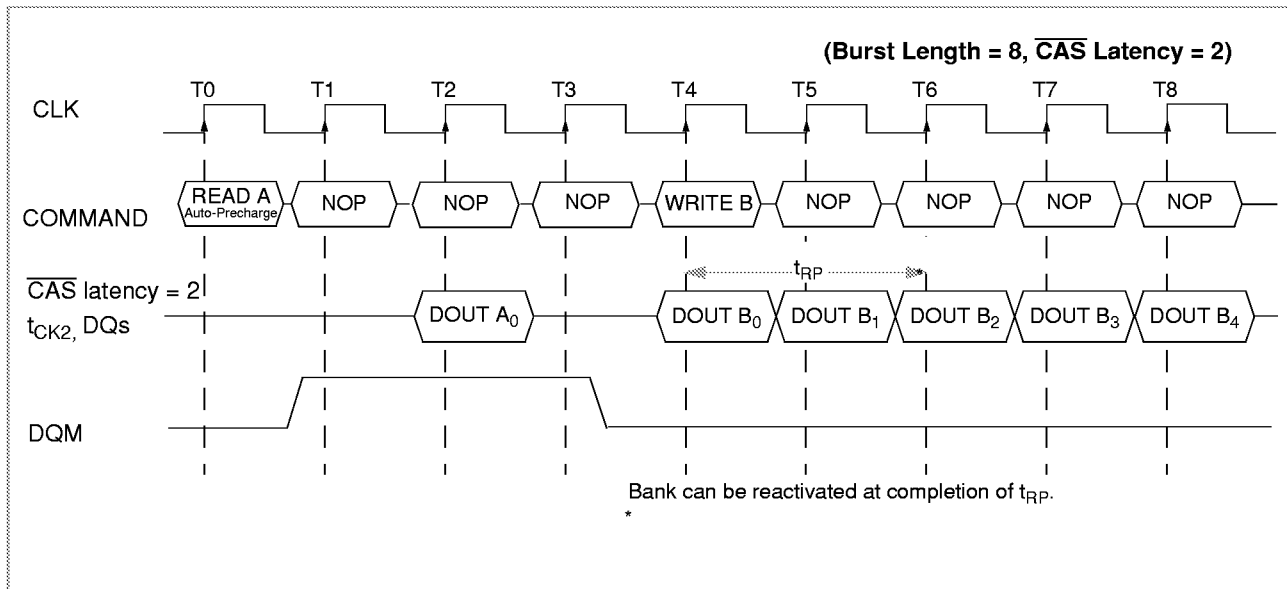 (Burst Length = 8, CAS Latency = 2)
T0 T1 T2 T3 T4 T5 T6 T7 T8
CLK
COMMAND
READ A
Auto-Precharge
NOP NOP NOP WRITE B NOP NOP NOP NOP
CAS latency = 2
tCK2, DQs
tRP *
DOUT A0 DOUT B0 DOUT B1 DOUT B2 DOUT B3 DOUT B4
DQM
Bank can be reactivated at completion of tRP.
*